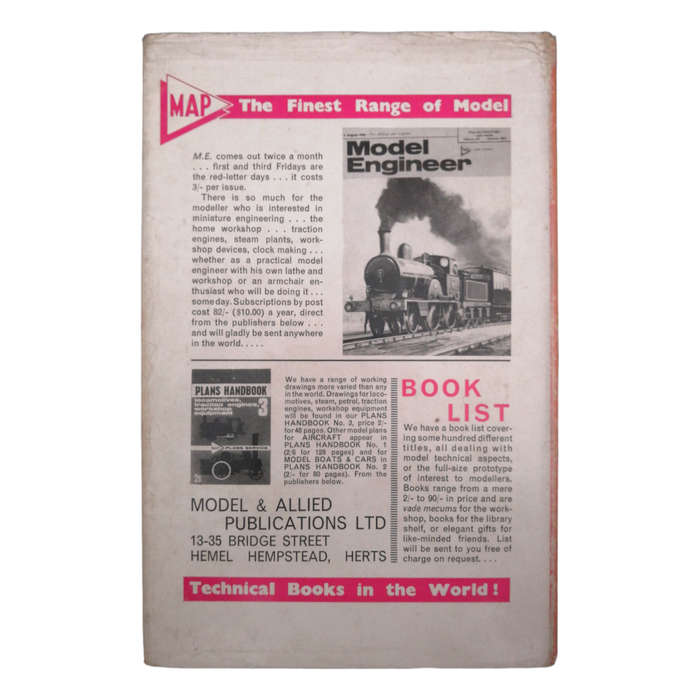 MAP The Finest Range of Model
M.E. comes out twice a month
. . . first and third Fridays are
the red-letter days . . . it costs
3/- per issue.
There is so much for the
modeller who is interested in
miniature engineering . . . the
home workshop . . . traction
engines, steam plants, work-
shop devices, clock making . . .
whether as a practical model
engineer with his own lathe and
workshop or an armchair en-
thusiast who will be doing it . . .
some day. Subscriptions by post
cost 82/- ($10.00) a year, direct
from the publishers below . . .
and will gladly be sent anywhere
in the world. . . . .
Model
Engineer
PLANS HANDBOOK
locomotives,
traction engines,
workshop
equipment 3
PLANS SERVICE
We have a range of working
drawings more varied than any
in the world. Drawings for loco-
motives, steam, petrol, traction
engines, workshop equipment
will be found in our PLANS
HANDBOOK No. 3, price 2/-
for 48 pages. Other model plans
for AIRCRAFT appear in
PLANS HANDBOOK No. 1
(2/6 for 128 pages) and for
MODEL BOATS & CARS in
PLANS HANDBOOK No. 2
(2/- for 80 pages). From the
publishers below.
MODEL & ALLIED
PUBLICATIONS LTD
13-35 BRIDGE STREET
HEMEL HEMPSTEAD, HERTS
BOOK
LIST
We have a book list cover-
ing some hundred different
titles, all dealing with
model technical aspects,
or the full-size prototype
of interest to modellers.
Books range from a mere
2/- to 90/- in price and are
vade mecums for the work-
shop, books for the library
shelf, or elegant gifts for
like-minded friends. List
will be sent to you free of
charge on request. . . .
Technical Books in the World !